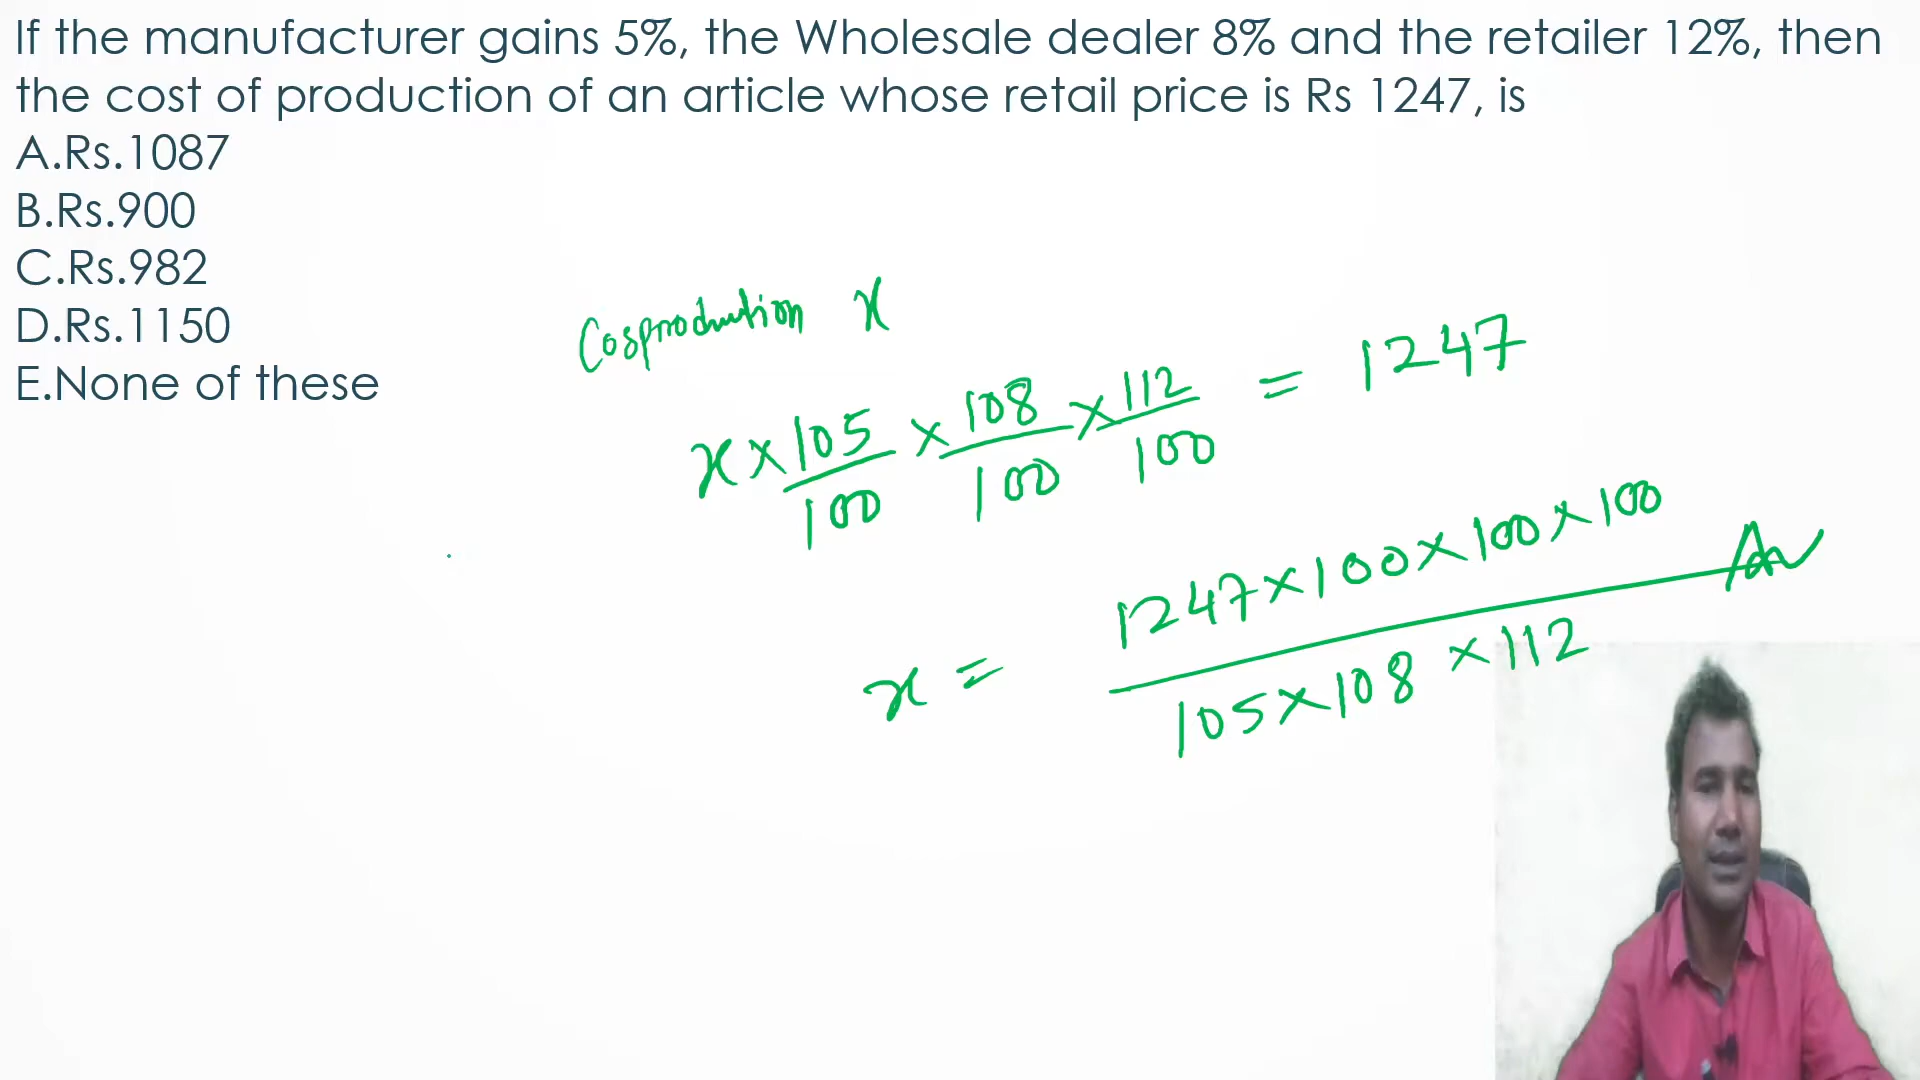 If the manufacturer gains 5%, the Wholesale dealer 8% and the retailer 12%, then
the cost of production of an article whose retail price is Rs 1247, is
A.Rs.1087
B.Rs.900
C.Rs.982
D.Rs.1150
E.None of these
Cosprodution x
x × 105/100 × 108/100 × 112/100 = 1247
x = 1247×100×100×100 / 105×108×112